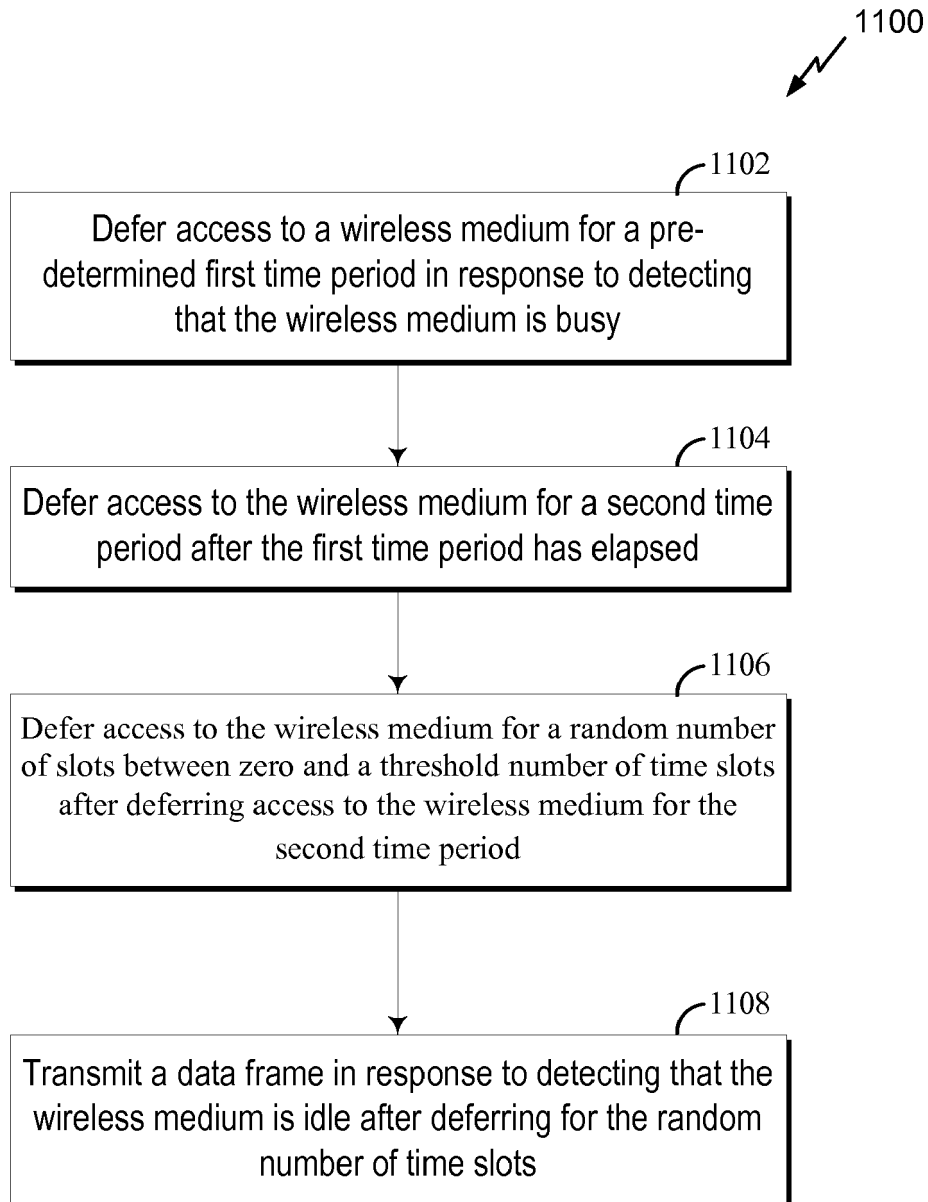 1100
1102
Defer access to a wireless medium for a pre-
determined first time period in response to detecting
that the wireless medium is busy
1104
Defer access to the wireless medium for a second time
period after the first time period has elapsed
1106
Defer access to the wireless medium for a random number
of slots between zero and a threshold number of time slots
after deferring access to the wireless medium for the
second time period
1108
Transmit a data frame in response to detecting that the
wireless medium is idle after deferring for the random
number of time slots